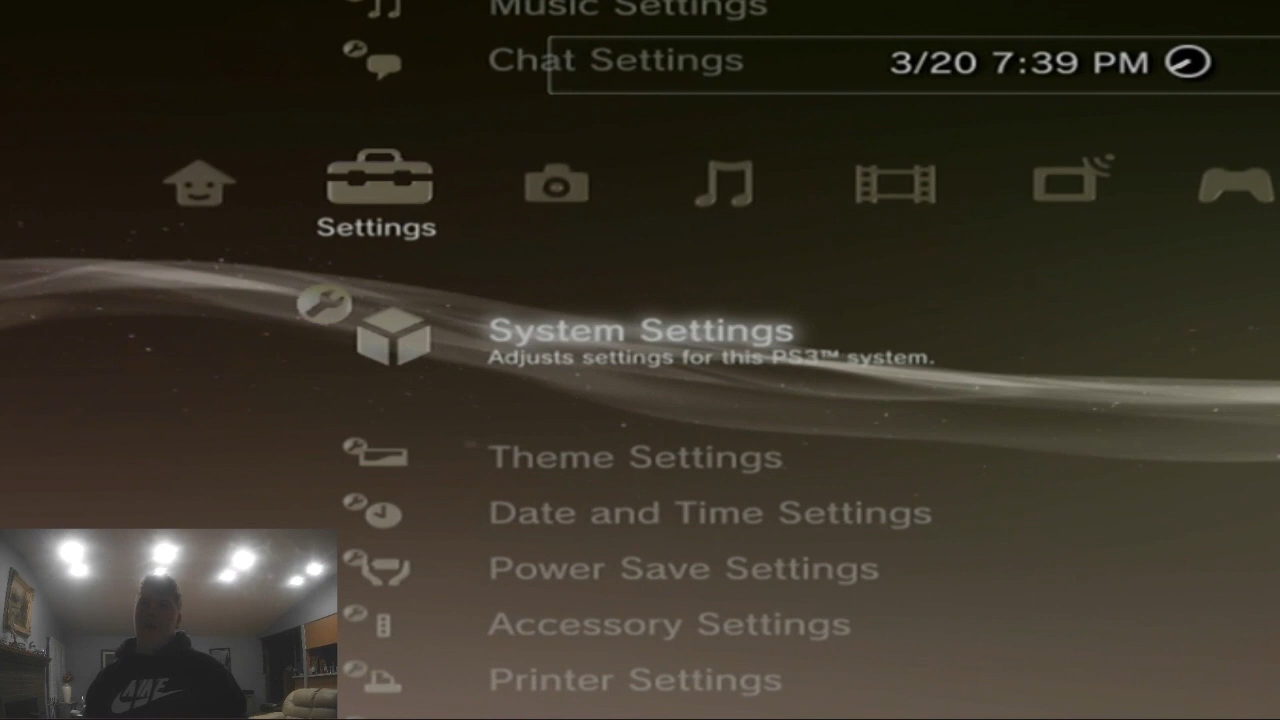 Music Settings
Chat Settings
3/20 7:39 PM
Settings
System Settings
Adjusts settings for this PS3™ system.
Theme Settings
Date and Time Settings
Power Save Settings
Accessory Settings
Printer Settings
NIKE